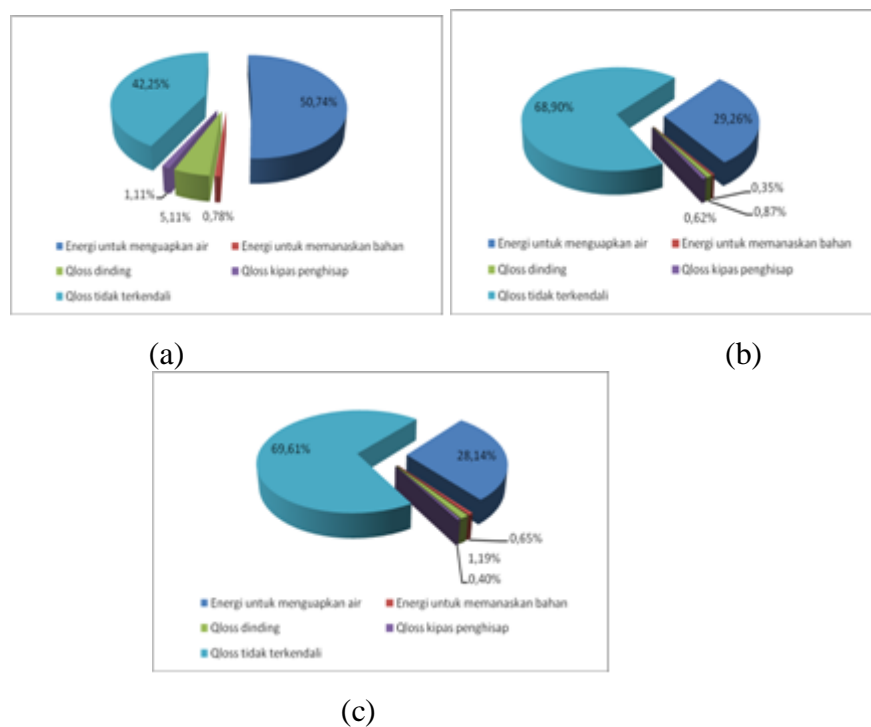 42,25%
50,74%
1,11%
5,11%
0,78%
Energi untuk menguapkan air Energi untuk memanaskan bahan
Qloss dinding Qloss kipas penghisap
Qloss tidak terkendali
(a)
68,90%
29,26%
0,35%
0,62%
0,87%
Energi untuk menguapkan air Energi untuk memanaskan bahan
Qloss dinding Qloss kipas penghisap
Qloss tidak terkendali
(b)
69,61%
28,14%
0,65%
1,19%
0,40%
Energi untuk menguapkan air Energi untuk memanaskan bahan
Qloss dinding Qloss kipas penghisap
Qloss tidak terkendali
(c)